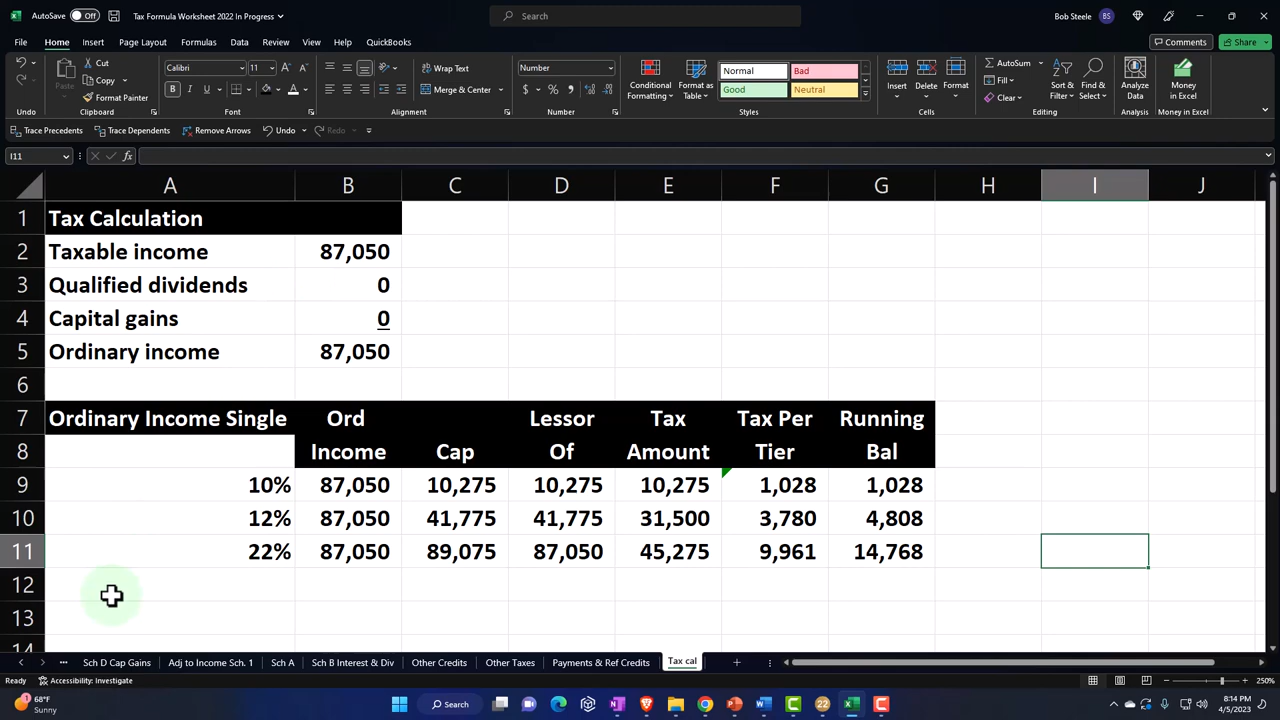 AutoSave Off Tax Formula Worksheet 2022 In Progress Search Bob Steele BS
File Home Insert Page Layout Formulas Data Review View Help QuickBooks Comments Share
Undo Paste Cut Copy Format Painter Clipboard
Calibri 11 B I U A Font
Wrap Text Merge & Center Alignment
Number $ % , Number
Conditional Formatting Format as Table Normal Bad Good Neutral Styles
Insert Delete Format Cells
AutoSum Fill Clear Sort & Filter Find & Select Editing
Analyze Data Analysis Money in Excel Money in Excel
Trace Precedents Trace Dependents Remove Arrows Undo Redo
I11 fx
A B C D E F G H I J
1 Tax Calculation
2 Taxable income 87,050
3 Qualified dividends 0
4 Capital gains 0
5 Ordinary income 87,050
6
7 Ordinary Income Single Ord Lessor Tax Tax Per Running
8 Income Cap Of Amount Tier Bal
9 10% 87,050 10,275 10,275 10,275 1,028 1,028
10 12% 87,050 41,775 41,775 31,500 3,780 4,808
11 22% 87,050 89,075 87,050 45,275 9,961 14,768
12
13
14
Sch D Cap Gains Adj to Income Sch. 1 Sch A Sch B Interest & Div Other Credits Other Taxes Payments & Ref Credits Tax cal
Ready Accessibility: Investigate 250%
1 68°F Sunny Search 22 8:14 PM 4/5/2023